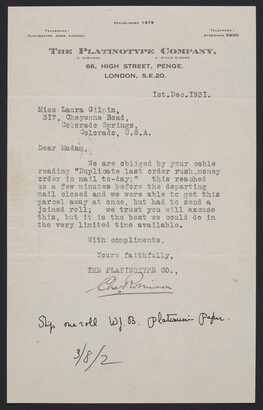 ESTABLISHED 1879
TELEGRAMS:
PLATINOTYPE, PENGE, LONDON.
TELEPHONE:
SYDENHAM
THE PLATINOTYPE COMPANY,
66, HIGH STREET, PENGE,
LONDON, S.E.20.
1st.Dec.1931.
Miss Laura Gilpin,
317, Cheyenne Road,
Colorado Springs,
Colorado, U.S.A.
Dear Madam,
We are obliged by your cable
reading "Duplicate last order rush,money
order in mail to-day;" this reached
us a few minutes before the departing
mail closed and we were able to get this
parcel away at once, but had to send a
joined roll; we trust you will excuse
this, but it is the best we could do in
the very limited time available.
With compliments,
Yours faithfully,
THE PLATINOTYPE CO.,
Ship one roll W.J.B. Platinum Paper.
3/8/2